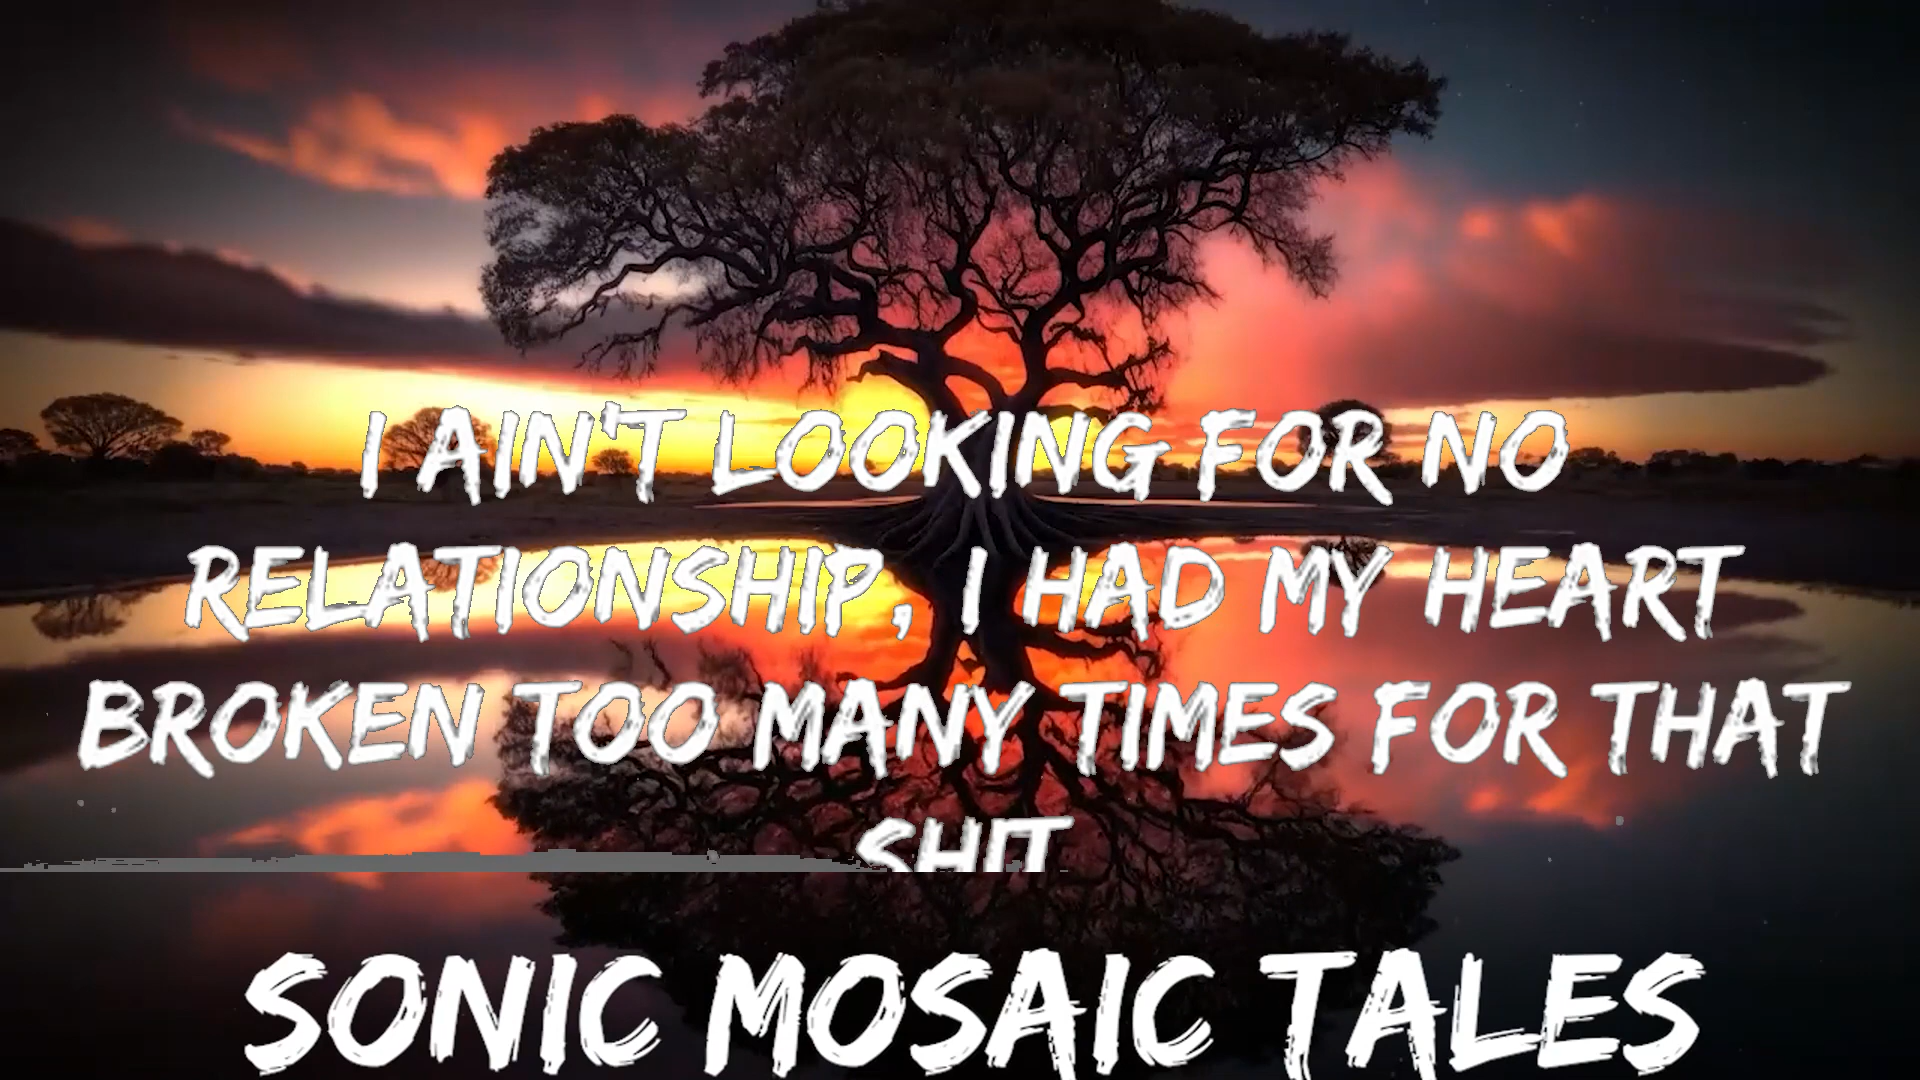 I AIN'T LOOKING FOR NO
RELATIONSHIP, I HAD MY HEART
BROKEN TOO MANY TIMES FOR THAT
SHIT
SONIC MOSAIC TALES